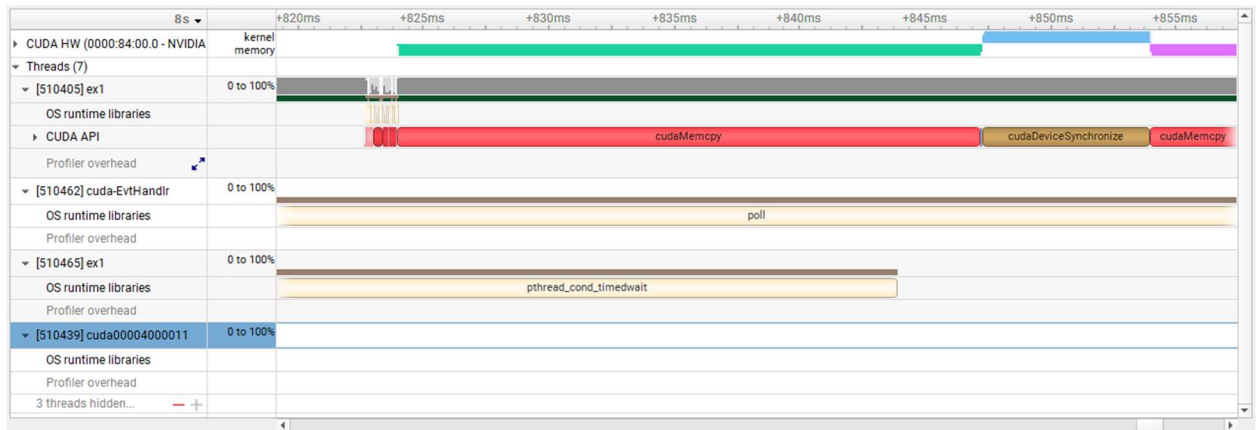 8s +820ms +825ms +830ms +835ms +840ms +845ms +850ms +855ms
CUDA HW (0000:84:00.0 - NVIDIA kernel
memory
Threads (7)
[510405] ex1 0 to 100%
OS runtime libraries
CUDA API cudaMemcpy cudaDeviceSynchronize cudaMemcpy
Profiler overhead
[510462] cuda-EvtHandlr 0 to 100%
OS runtime libraries poll
Profiler overhead
[510465] ex1 0 to 100%
OS runtime libraries pthread_cond_timedwait
Profiler overhead
[510439] cuda00004000011 0 to 100%
OS runtime libraries
Profiler overhead
3 threads hidden...